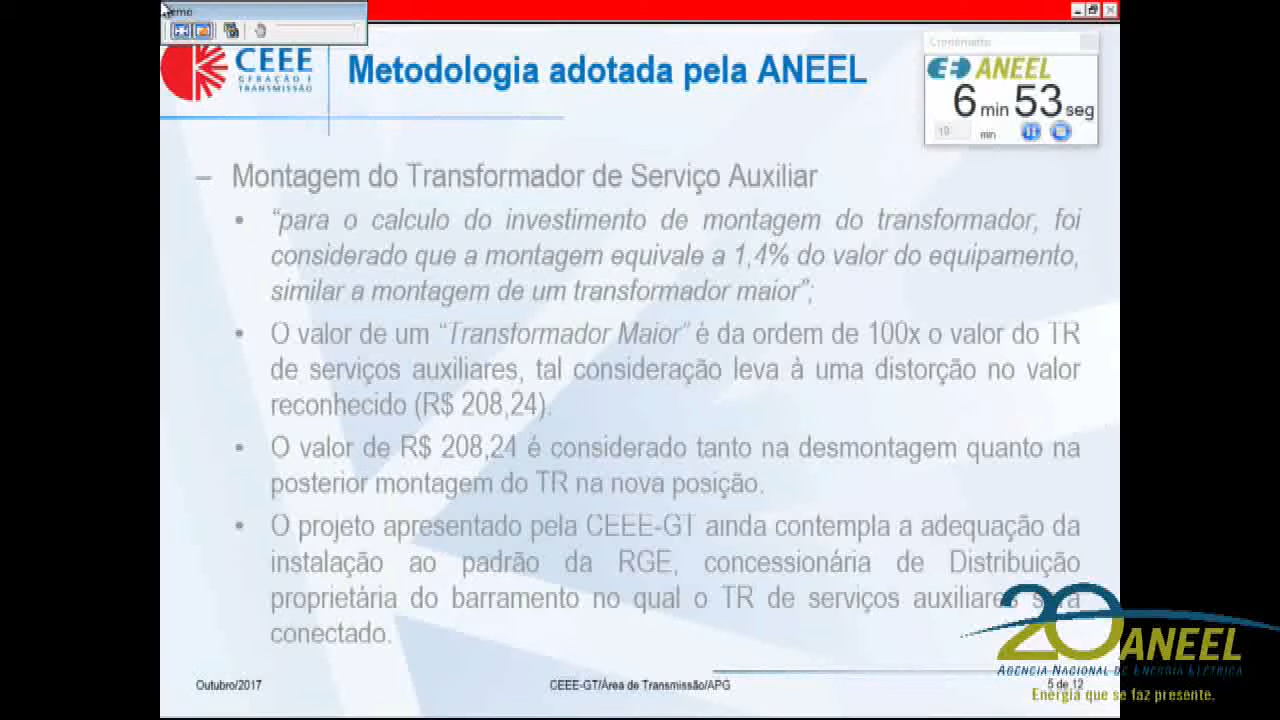 CEEE
GERAÇÃO E
TRANSMISSÃO
Metodologia adotada pela ANEEL
Cronômetro
ANEEL
6 min 53 seg
10 min
– Montagem do Transformador de Serviço Auxiliar
• “para o calculo do investimento de montagem do transformador, foi
considerado que a montagem equivale a 1,4% do valor do equipamento,
similar a montagem de um transformador maior”;
• O valor de um “Transformador Maior” é da ordem de 100x o valor do TR
de serviços auxiliares, tal consideração leva à uma distorção no valor
reconhecido (R$ 208,24).
• O valor de R$ 208,24 é considerado tanto na desmontagem quanto na
posterior montagem do TR na nova posição.
• O projeto apresentado pela CEEE-GT ainda contempla a adequação da
instalação ao padrão da RGE, concessionária de Distribuição
proprietária do barramento no qual o TR de serviços auxiliares será
conectado.
Outubro/2017
CEEE-GT/Área de Transmissão/APG
5 de 12
20 ANEEL
AGÊNCIA NACIONAL DE ENERGIA ELÉTRICA
Energia que se faz presente.